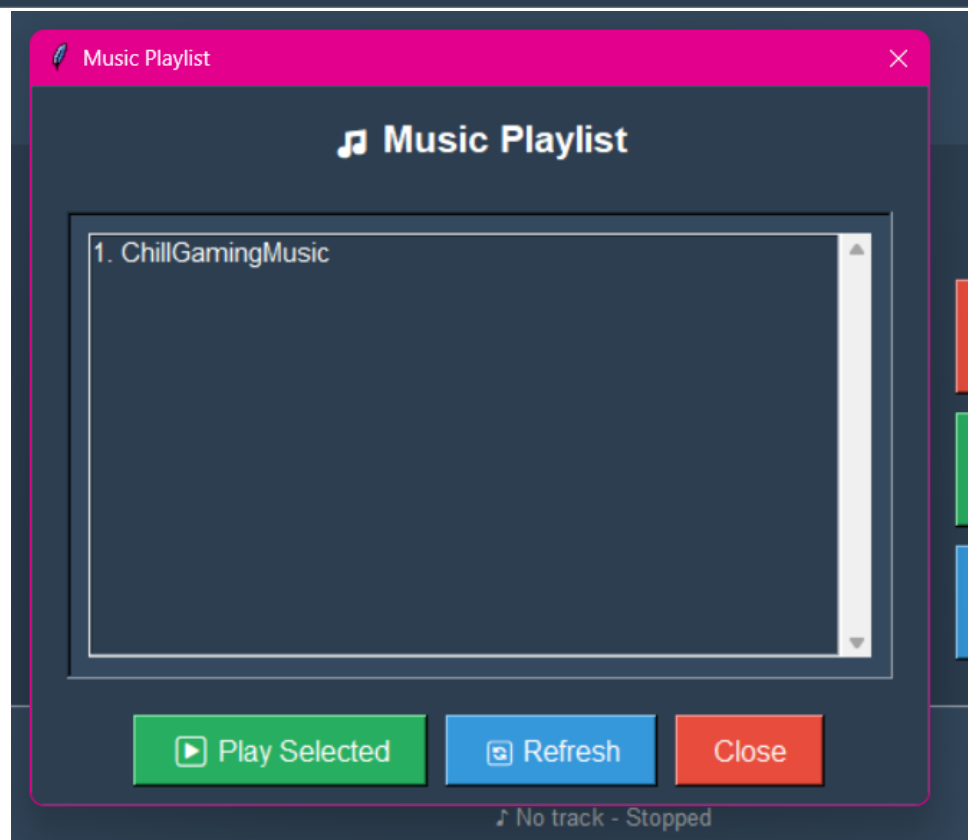 Music Playlist
🎵 Music Playlist
1. ChillGamingMusic
▶ Play Selected
🔄 Refresh
Close
♪ No track - Stopped